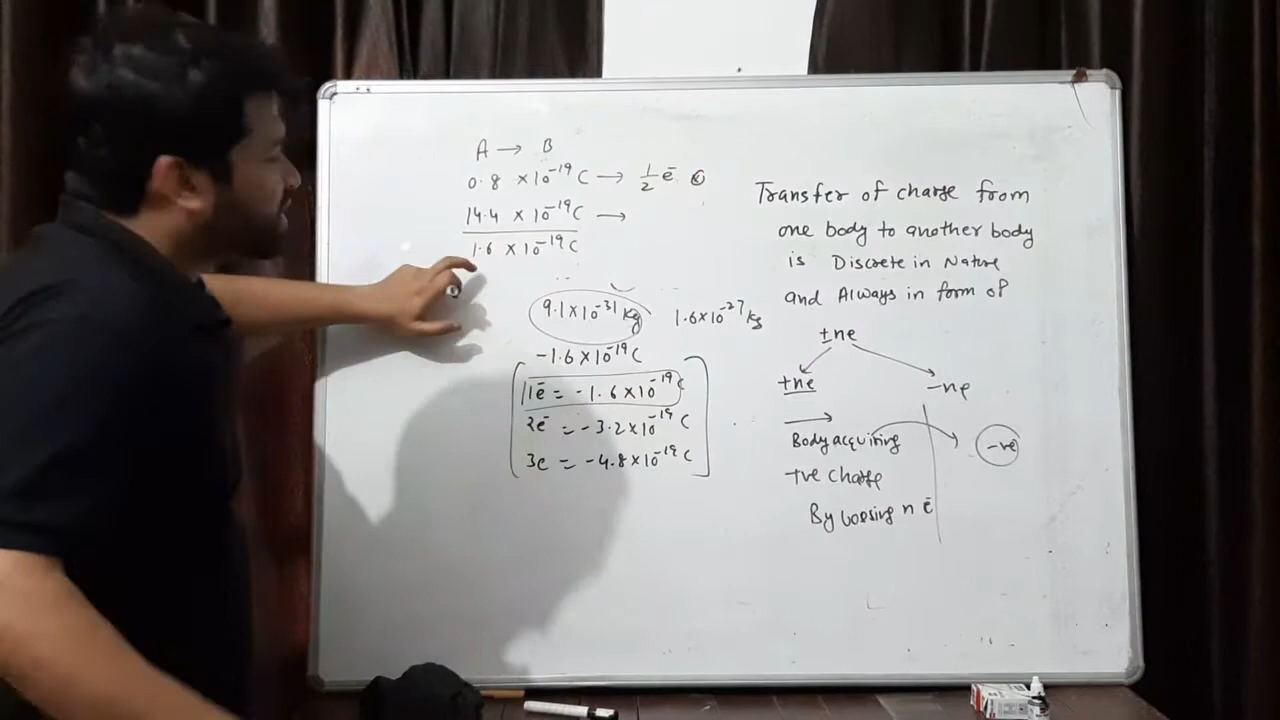 A → B
0.8 × 10⁻¹⁹ C → 1/2 ē
14.4 × 10⁻¹⁹ C →
1.6 × 10⁻¹⁹ C
9.1 × 10⁻³¹ kg 1.6 × 10⁻²⁷ kg
-1.6 × 10⁻¹⁹ C
1ē = -1.6 × 10⁻¹⁹ C
2ē = -3.2 × 10⁻¹⁹ C
3e = -4.8 × 10⁻¹⁹ C
Transfer of charge from
one body to another body
is Discrete in Nature
and Always in form of
±ne
+ne -ne
Body acquiring -ve
+ve charge
By loosing n ē